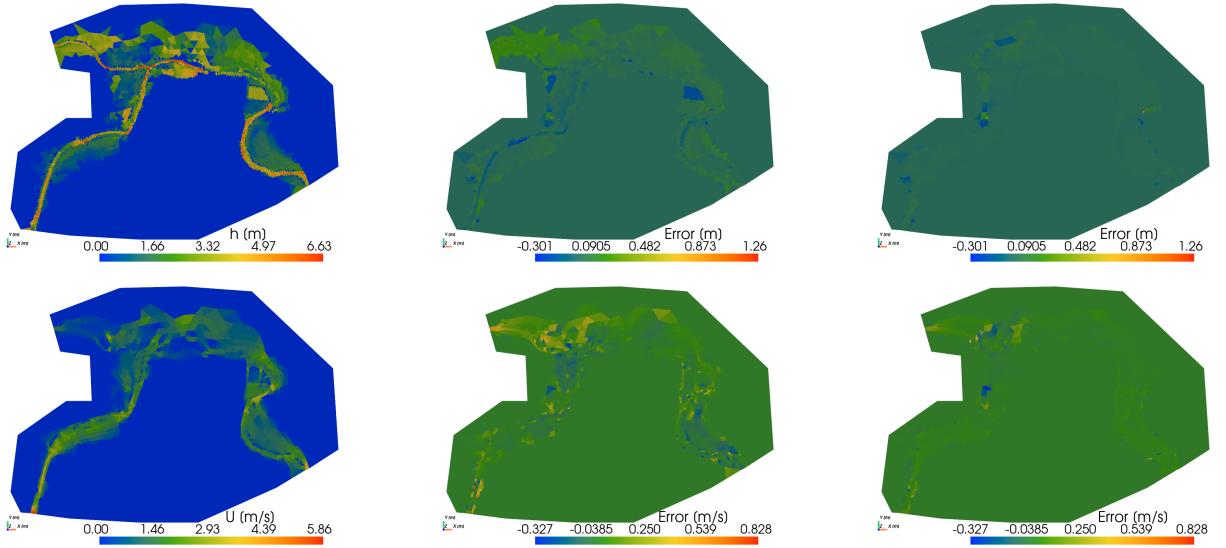 h (m)
0.00 1.66 3.32 4.97 6.63
Error (m)
-0.301 0.0905 0.482 0.873 1.26
Error (m)
-0.301 0.0905 0.482 0.873 1.26
U (m/s)
0.00 1.46 2.93 4.39 5.86
Error (m/s)
-0.327 -0.0385 0.250 0.539 0.828
Error (m/s)
-0.327 -0.0385 0.250 0.539 0.828